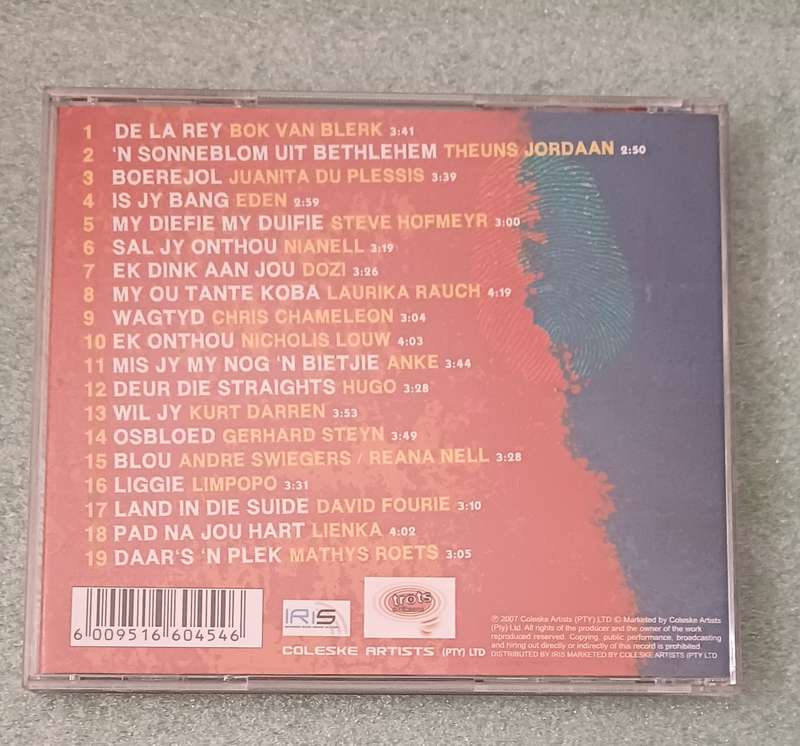 1 DE LA REY BOK VAN BLERK 3:41
2 'N SONNEBLOM UIT BETHLEHEM THEUNS JORDAAN 2:50
3 BOEREJOL JUANITA DU PLESSIS 3:39
4 IS JY BANG EDEN 2:59
5 MY DIEFIE MY DUIFIE STEVE HOFMEYR 3:00
6 SAL JY ONTHOU NIANELL 3:19
7 EK DINK AAN JOU DOZI 3:26
8 MY OU TANTE KOBA LAURIKA RAUCH 4:19
9 WAGTYD CHRIS CHAMELEON 3:04
10 EK ONTHOU NICHOLIS LOUW 4:03
11 MIS JY MY NOG 'N BIETJIE ANKE 3:44
12 DEUR DIE STRAIGHTS HUGO 3:28
13 WIL JY KURT DARREN 3:53
14 OSBLOED GERHARD STEYN 3:49
15 BLOU ANDRE SWIEGERS / REANA NELL 3:28
16 LIGGIE LIMPOPO 3:31
17 LAND IN DIE SUIDE DAVID FOURIE 3:10
18 PAD NA JOU HART LIENKA 4:02
19 DAAR'S 'N PLEK MATHYS ROETS 3:05
6 009516 604546
IRIS
trots
COLESKE ARTISTS (PTY) LTD
℗ 2007 Coleske Artists (PTY) LTD © Marketed by Coleske Artists
(Pty) Ltd. All rights of the producer and the owner of the work
reproduced reserved. Copying, public performance, broadcasting
and hiring out directly or indirectly of this record is prohibited
DISTRIBUTED BY IRIS MARKETED BY COLESKE ARTISTS (PTY) LTD